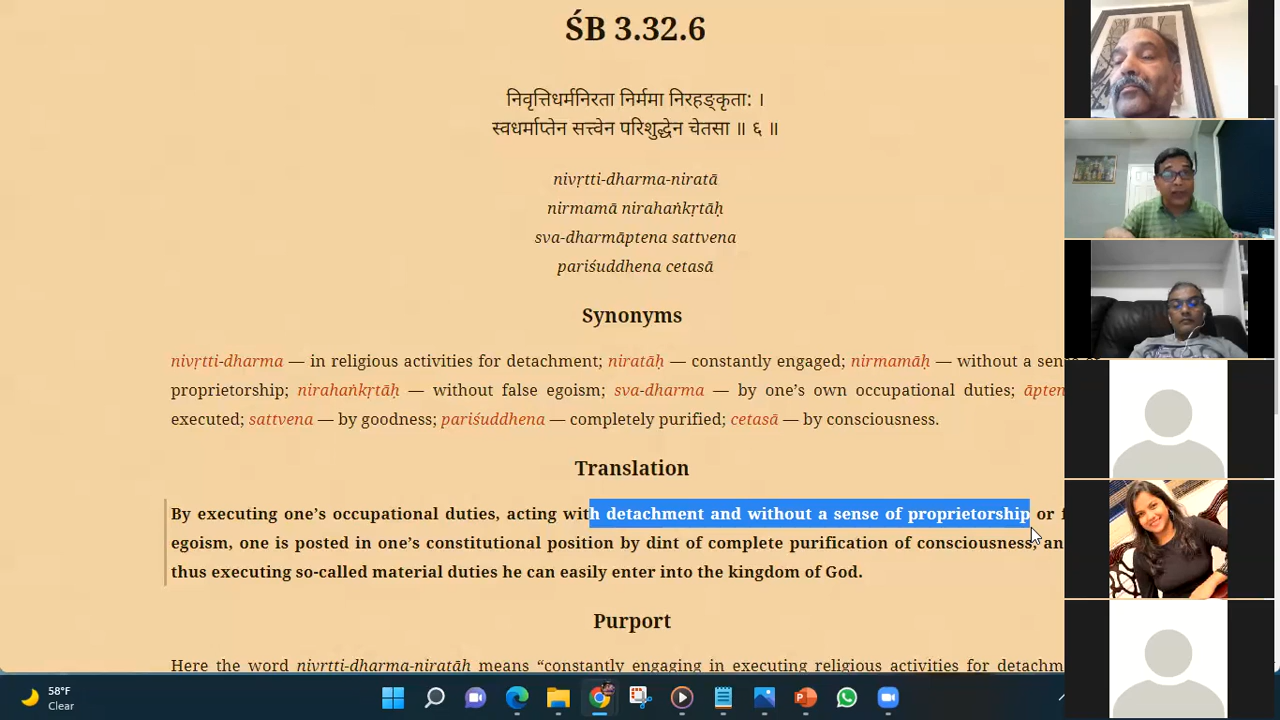 ŚB 3.32.6
निवृत्तिधर्मनिरता निर्ममा निरहङ्कृता: ।
स्वधर्माप्तेन सत्त्वेन परिशुद्धेन चेतसा ॥ ६ ॥
nivṛtti-dharma-niratā
nirmamā nirahaṅkṛtāḥ
sva-dharmāptena sattvena
pariśuddhena cetasā
Synonyms
nivṛtti-dharma — in religious activities for detachment; niratāḥ — constantly engaged; nirmamāḥ — without a
proprietorship; nirahaṅkṛtāḥ — without false egoism; sva-dharma — by one’s own occupational duties;
executed; sattvena — by goodness; pariśuddhena — completely purified; cetasā — by consciousness.
Translation
By executing one’s occupational duties, acting with detachment and without a sense of proprietorship or
egoism, one is posted in one’s constitutional position by dint of complete purification of consciousness,
thus executing so-called material duties he can easily enter into the kingdom of God.
Purport
Here the word nivṛtti-dharma-niratāḥ means “constantly engaging in executing religious activities for
58°F
Clear